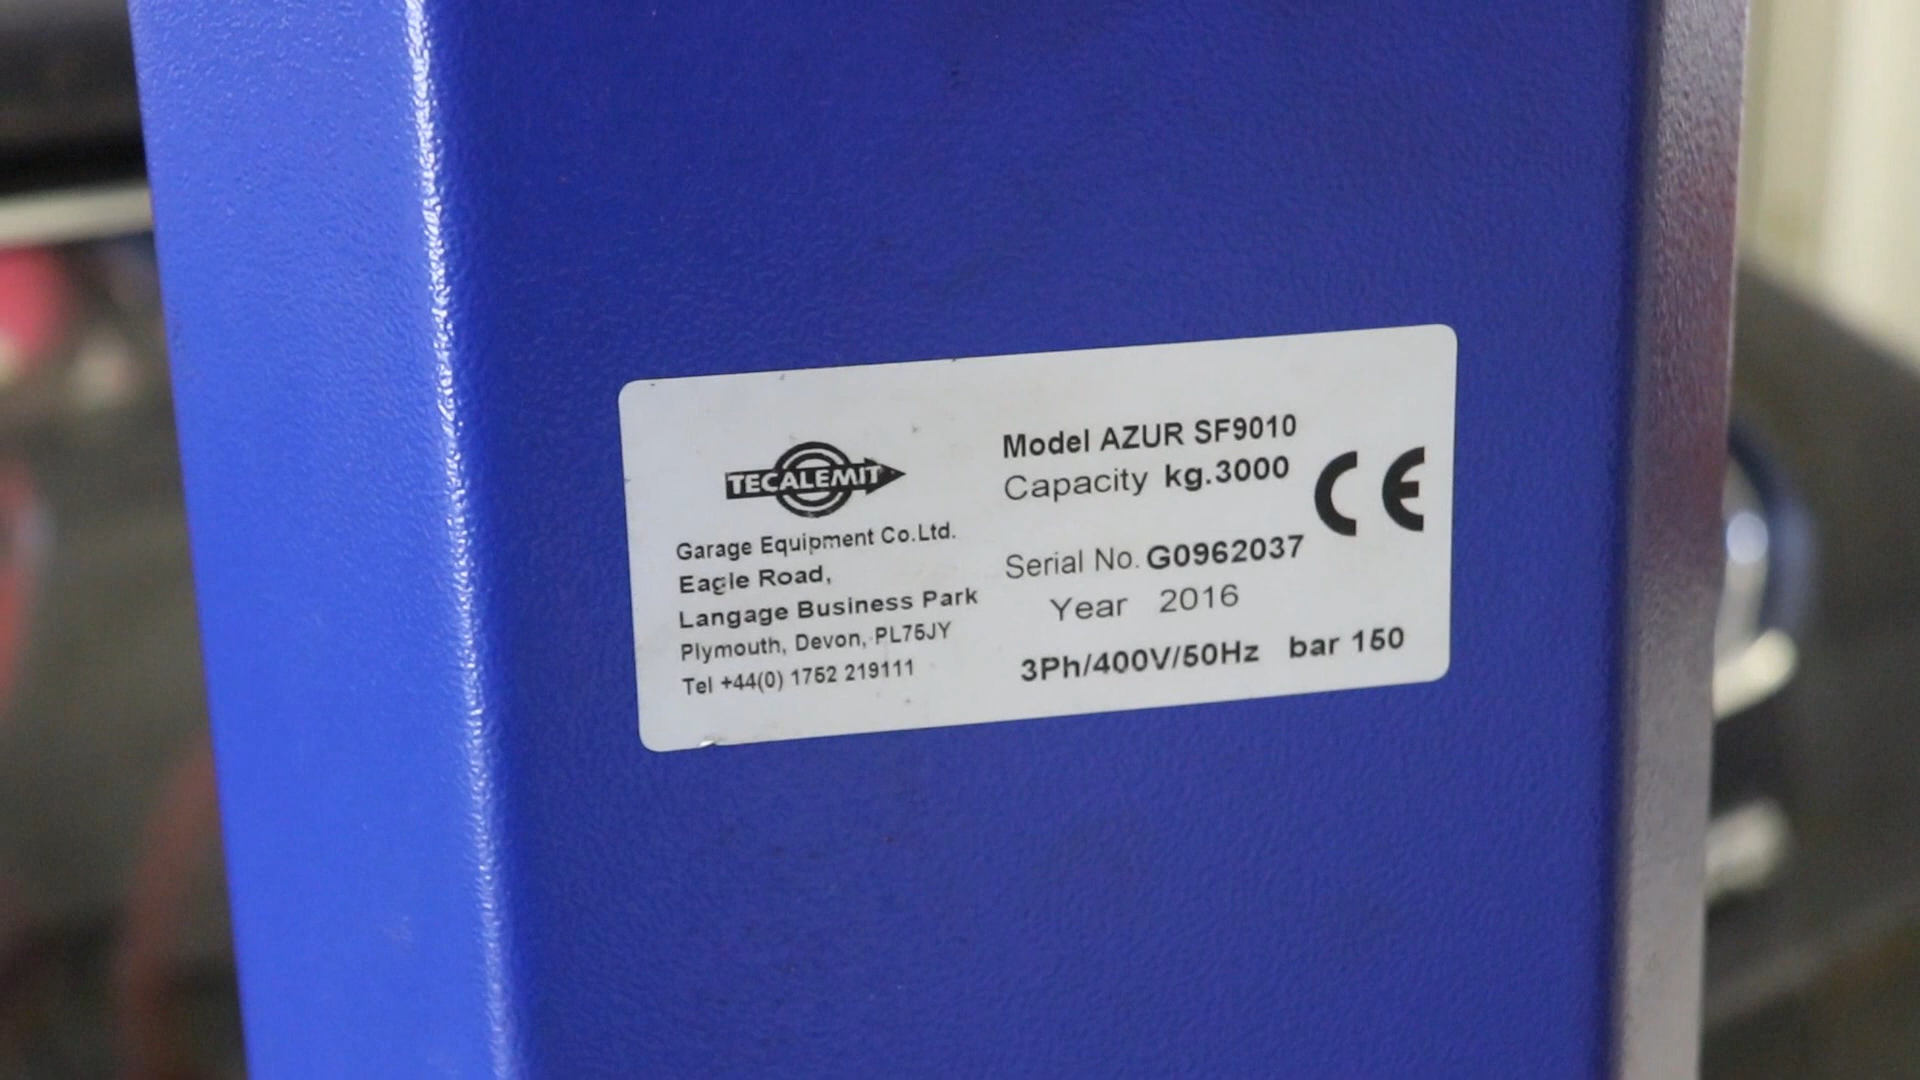 TECALEMIT
Garage Equipment Co.Ltd.
Eagle Road,
Langage Business Park
Plymouth, Devon, PL75JY
Tel +44(0) 1752 219111
Model AZUR SF9010
Capacity kg.3000
CE
Serial No. G0962037
Year 2016
3Ph/400V/50Hz bar 150